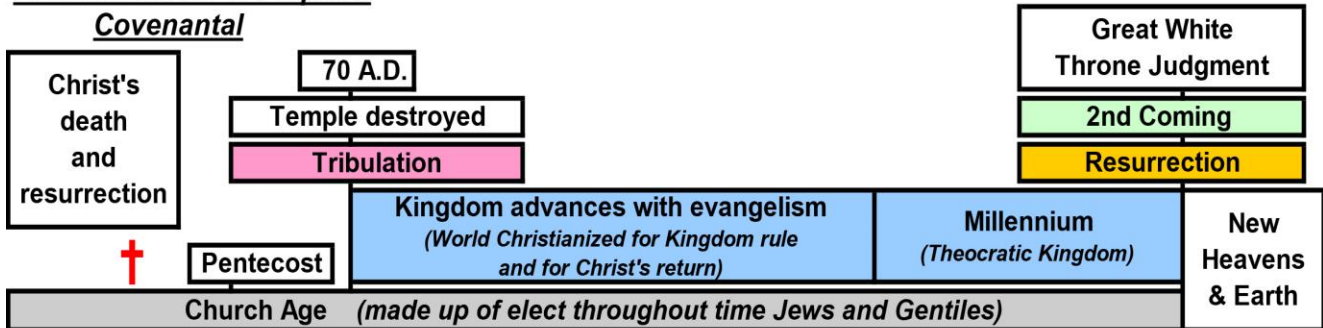 Covenantal
Christ's
death
and
resurrection
70 A.D.
Temple destroyed
Tribulation
Great White
Throne Judgment
2nd Coming
Resurrection
Kingdom advances with evangelism
(World Christianized for Kingdom rule
and for Christ's return)
Millennium
(Theocratic Kingdom)
New
Heavens
& Earth
Pentecost
Church Age (made up of elect throughout time Jews and Gentiles)